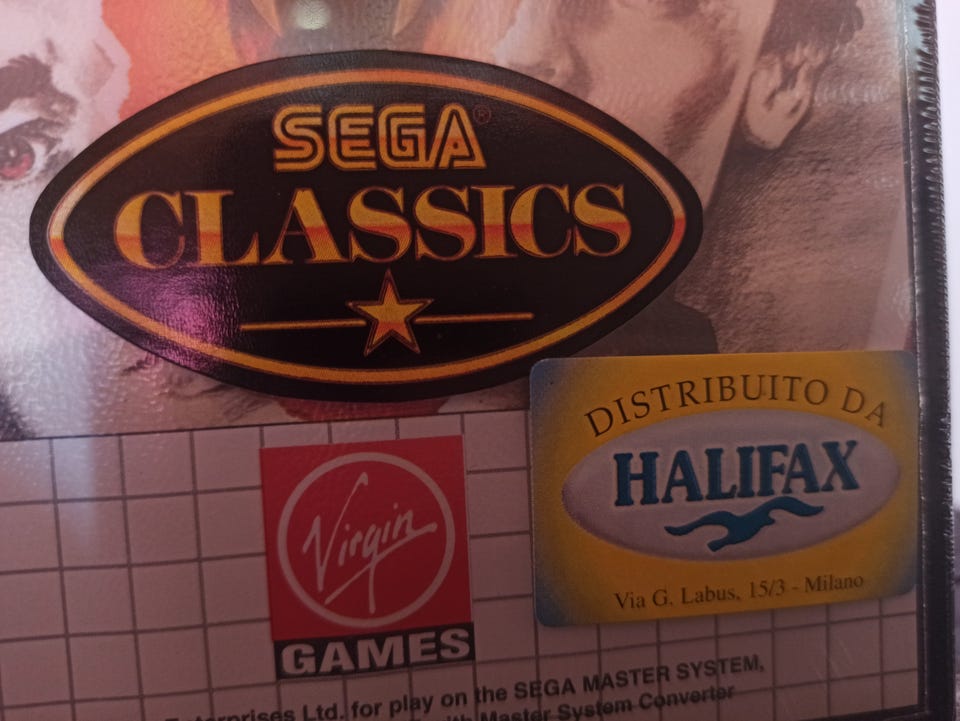 SEGA®
CLASSICS
DISTRIBUITO DA
HALIFAX
Via G. Labus, 15/3 - Milano
Virgin
GAMES
Enterprises Ltd. for play on the SEGA MASTER SYSTEM,
with Master System Converter